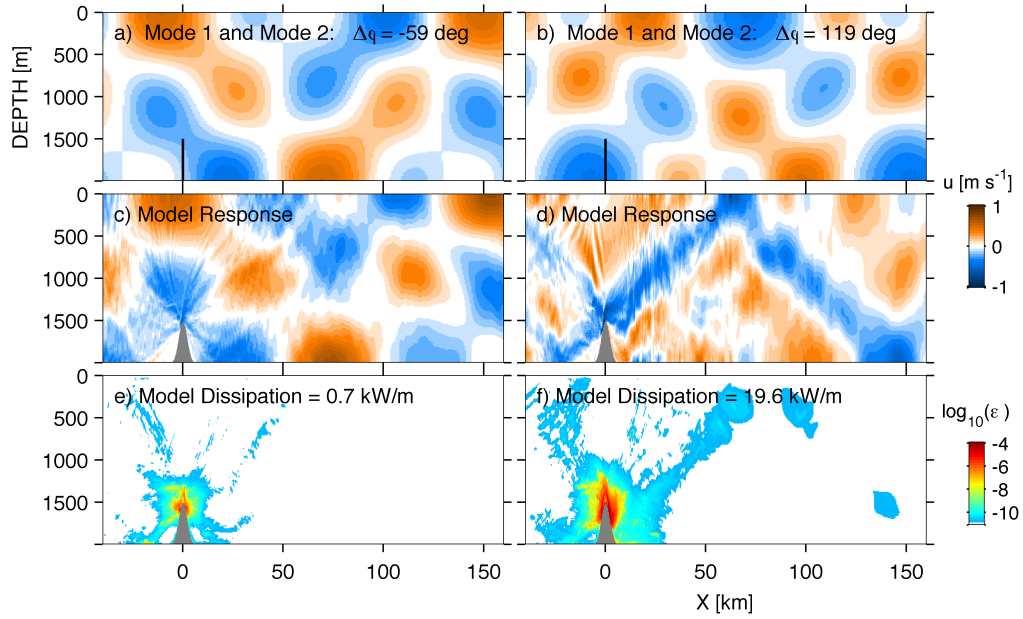 a) Mode 1 and Mode 2: Δq = -59 deg
b) Mode 1 and Mode 2: Δq = 119 deg
DEPTH [m]
0
500
1000
1500
c) Model Response
d) Model Response
0
500
1000
1500
u [m s⁻¹]
1
0
-1
e) Model Dissipation = 0.7 kW/m
f) Model Dissipation = 19.6 kW/m
0
500
1000
1500
log₁₀(ε)
-4
-6
-8
-10
0 50 100 150
0 50 100 150
X [km]